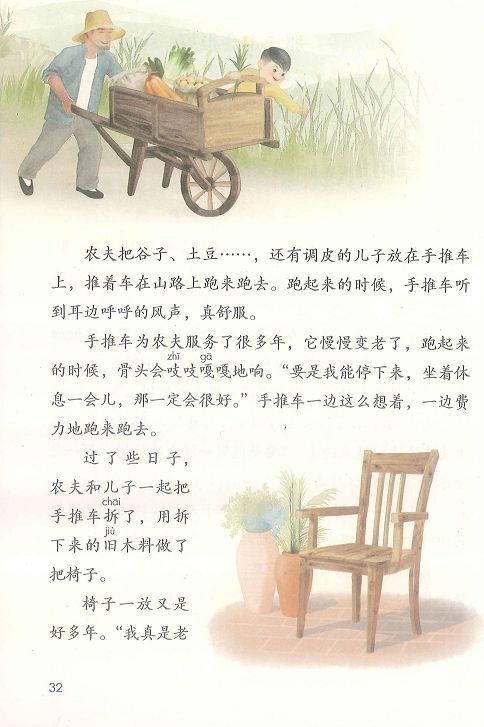 农夫把谷子、土豆……，还有调皮的儿子放在手推车
上，推着车在山路上跑来跑去。跑起来的时候，手推车听
到耳边呼呼的风声，真舒服。
手推车为农夫服务了很多年，它慢慢变老了，跑起来
zhī gā
的时候，骨头会吱吱嘎嘎地响。“要是我能停下来，坐着休
息一会儿，那一定会很好。”手推车一边这么想着，一边费
力地跑来跑去。
过了些日子，
农夫和儿子一起把
chāi
手推车拆了，用拆
jiù
下来的旧木料做了
把椅子。
椅子一放又是
好多年。“我真是老
32